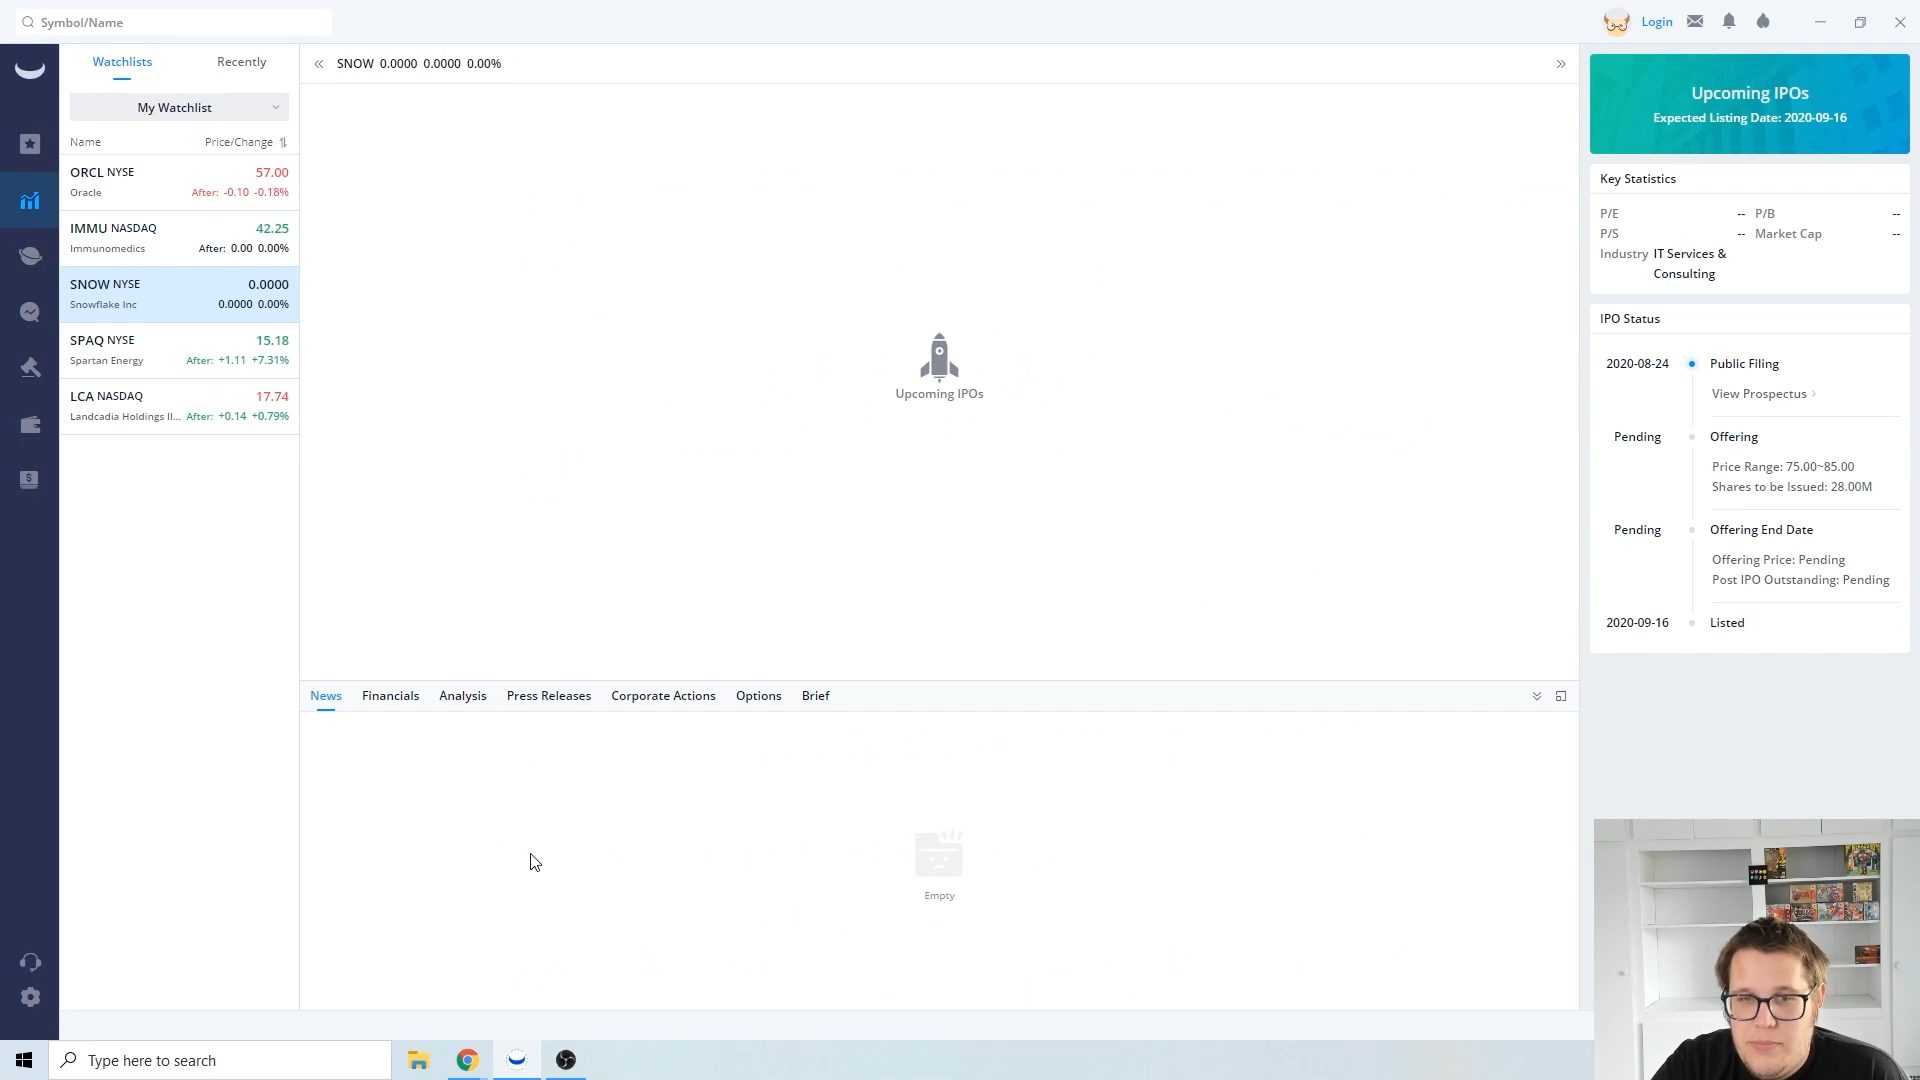 Symbol/Name
Login
Watchlists Recently
My Watchlist
Name Price/Change
ORCL NYSE 57.00
Oracle After: -0.10 -0.18%
IMMU NASDAQ 42.25
Immunomedics After: 0.00 0.00%
SNOW NYSE 0.0000
Snowflake Inc 0.0000 0.00%
SPAQ NYSE 15.18
Spartan Energy After: +1.11 +7.31%
LCA NASDAQ 17.74
Landcadia Holdings II... After: +0.14 +0.79%
SNOW 0.0000 0.0000 0.00%
Upcoming IPOs
News Financials Analysis Press Releases Corporate Actions Options Brief
Empty
Upcoming IPOs
Expected Listing Date: 2020-09-16
Key Statistics
P/E -- P/B --
P/S -- Market Cap --
Industry IT Services &
Consulting
IPO Status
2020-08-24 Public Filing
View Prospectus >
Pending Offering
Price Range: 75.00~85.00
Shares to be Issued: 28.00M
Pending Offering End Date
Offering Price: Pending
Post IPO Outstanding: Pending
2020-09-16 Listed
Type here to search